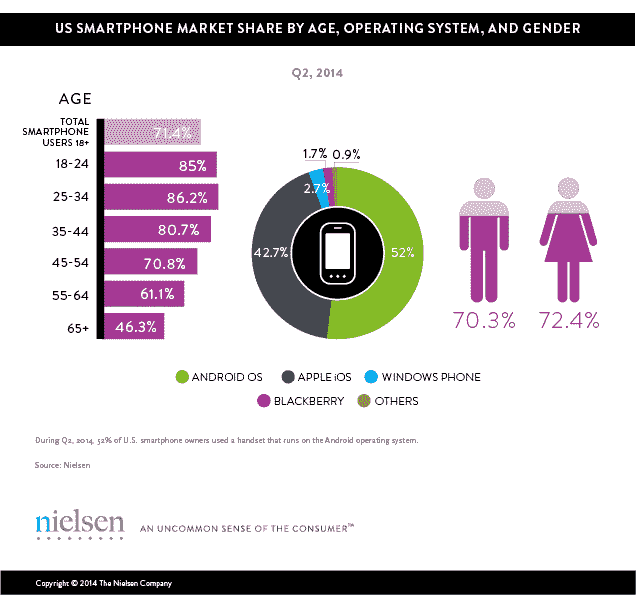 US SMARTPHONE MARKET SHARE BY AGE, OPERATING SYSTEM, AND GENDER
Q2, 2014
AGE
TOTAL
SMARTPHONE
USERS 18+
71.4%
18-24
85%
25-34
86.2%
35-44
80.7%
45-54
70.8%
55-64
61.1%
65+
46.3%
1.7%
0.9%
2.7%
42.7%
52%
70.3%
72.4%
ANDROID OS
APPLE iOS
WINDOWS PHONE
BLACKBERRY
OTHERS
During Q2, 2014, 52% of U.S. smartphone owners used a handset that runs on the Android operating system.
Source: Nielsen
nielsen
AN UNCOMMON SENSE OF THE CONSUMER™
Copyright © 2014 The Nielsen Company